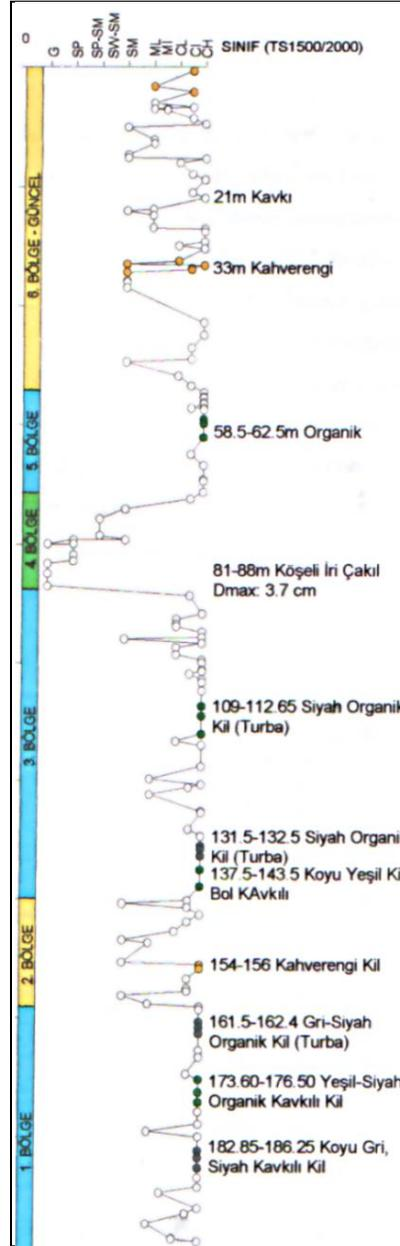 0
G
SP
SP-SM
SW-SM
SM
ML
MI
CL
CI
CH
SINIF (TS1500/2000)
6. BÖLGE - GÜNCEL
21m Kavkı
33m Kahverengi
5. BÖLGE
58.5-62.5m Organik
4. BÖLGE
81-88m Köşeli İri Çakıl
Dmax: 3.7 cm
3. BÖLGE
109-112.65 Siyah Organik
Kil (Turba)
131.5-132.5 Siyah Organi
Kil (Turba)
137.5-143.5 Koyu Yeşil Ki
Bol KAvkılı
2. BÖLGE
154-156 Kahverengi Kil
161.5-162.4 Gri-Siyah
Organik Kil (Turba)
1. BÖLGE
173.60-176.50 Yeşil-Siyah
Organik Kavkılı Kil
182.85-186.25 Koyu Gri,
Siyah Kavkılı Kil